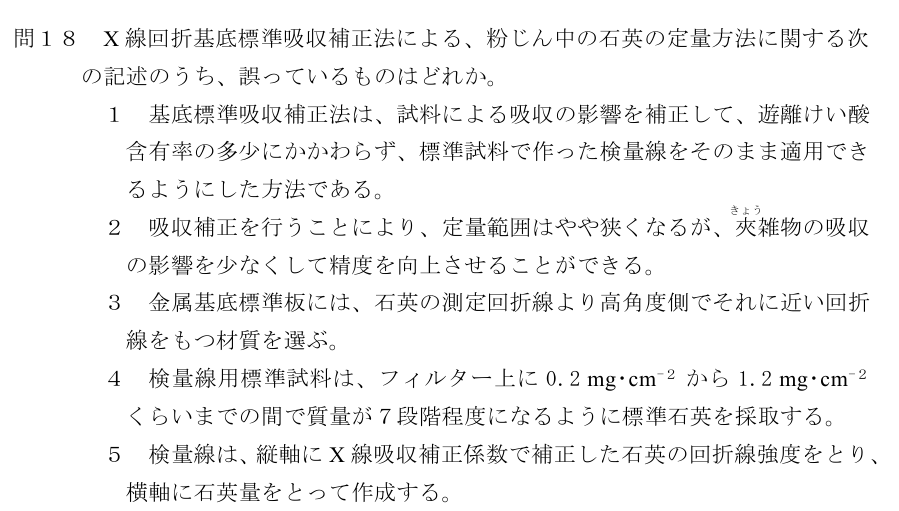 問１８　Ｘ線回折基底標準吸収補正法による、粉じん中の石英の定量方法に関する次
の記述のうち、誤っているものはどれか。
１　基底標準吸収補正法は、試料による吸収の影響を補正して、遊離けい酸
含有率の多少にかかわらず、標準試料で作った検量線をそのまま適用でき
るようにした方法である。
きょう
２　吸収補正を行うことにより、定量範囲はやや狭くなるが、夾雑物の吸収
の影響を少なくして精度を向上させることができる。
３　金属基底標準板には、石英の測定回折線より高角度側でそれに近い回折
線をもつ材質を選ぶ。
４　検量線用標準試料は、フィルター上に 0.2 mg･cm⁻² から 1.2 mg･cm⁻²
くらいまでの間で質量が７段階程度になるように標準石英を採取する。
５　検量線は、縦軸にＸ線吸収補正係数で補正した石英の回折線強度をとり、
横軸に石英量をとって作成する。